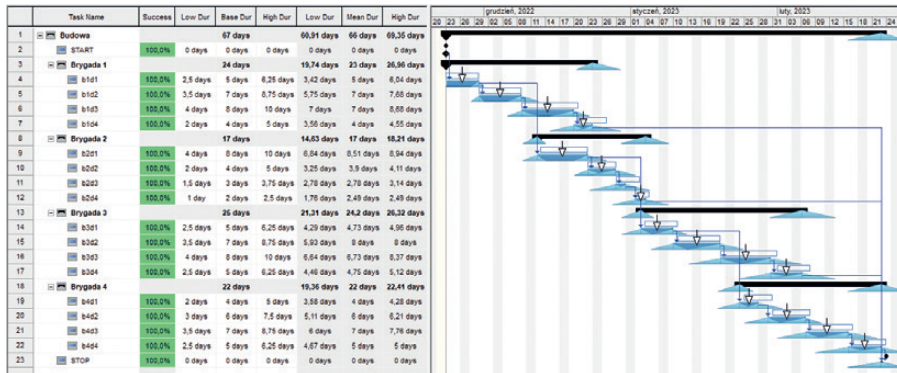 Task Name Success Low Dur Base Dur High Dur Low Dur Mean Dur High Dur
grudzień, 2022 styczeń, 2023 luty, 2023
20 23 26 29 02 05 08 11 14 17 20 23 26 29 01 04 07 10 13 16 19 22 25 28 31 03 06 09 12 15 18 21 24
1 Budowa 67 days 60,91 days 66 days 69,35 days
2 START 100,0% 0 days 0 days 0 days 0 days 0 days 0 days
3 Brygada 1 24 days 19,74 days 23 days 26,96 days
4 b1d1 100,0% 2,5 days 5 days 6,25 days 3,42 days 5 days 6,04 days
5 b1d2 100,0% 3,5 days 7 days 8,75 days 5,75 days 7 days 7,68 days
6 b1d3 100,0% 4 days 8 days 10 days 7 days 7 days 8,68 days
7 b1d4 100,0% 2 days 4 days 5 days 3,56 days 4 days 4,55 days
8 Brygada 2 17 days 14,63 days 17 days 18,21 days
9 b2d1 100,0% 4 days 8 days 10 days 6,84 days 8,51 days 8,94 days
10 b2d2 100,0% 2 days 4 days 5 days 3,25 days 3,9 days 4,11 days
11 b2d3 100,0% 1,5 days 3 days 3,75 days 2,78 days 2,78 days 3,14 days
12 b2d4 100,0% 1 day 2 days 2,5 days 1,76 days 2,49 days 2,49 days
13 Brygada 3 25 days 21,31 days 24,2 days 26,32 days
14 b3d1 100,0% 2,5 days 5 days 6,25 days 4,29 days 4,73 days 4,96 days
15 b3d2 100,0% 3,5 days 7 days 8,75 days 5,93 days 8 days 8 days
16 b3d3 100,0% 4 days 8 days 10 days 6,64 days 6,73 days 8,37 days
17 b3d4 100,0% 2,5 days 5 days 6,25 days 4,46 days 4,75 days 5,12 days
18 Brygada 4 22 days 19,36 days 22 days 22,41 days
19 b4d1 100,0% 2 days 4 days 5 days 3,58 days 4 days 4,28 days
20 b4d2 100,0% 3 days 6 days 7,5 days 5,11 days 6 days 6,21 days
21 b4d3 100,0% 3,5 days 7 days 8,75 days 6 days 7 days 7,76 days
22 b4d4 100,0% 2,5 days 5 days 6,25 days 4,67 days 5 days 5 days
23 STOP 100,0% 0 days 0 days 0 days 0 days 0 days 0 days